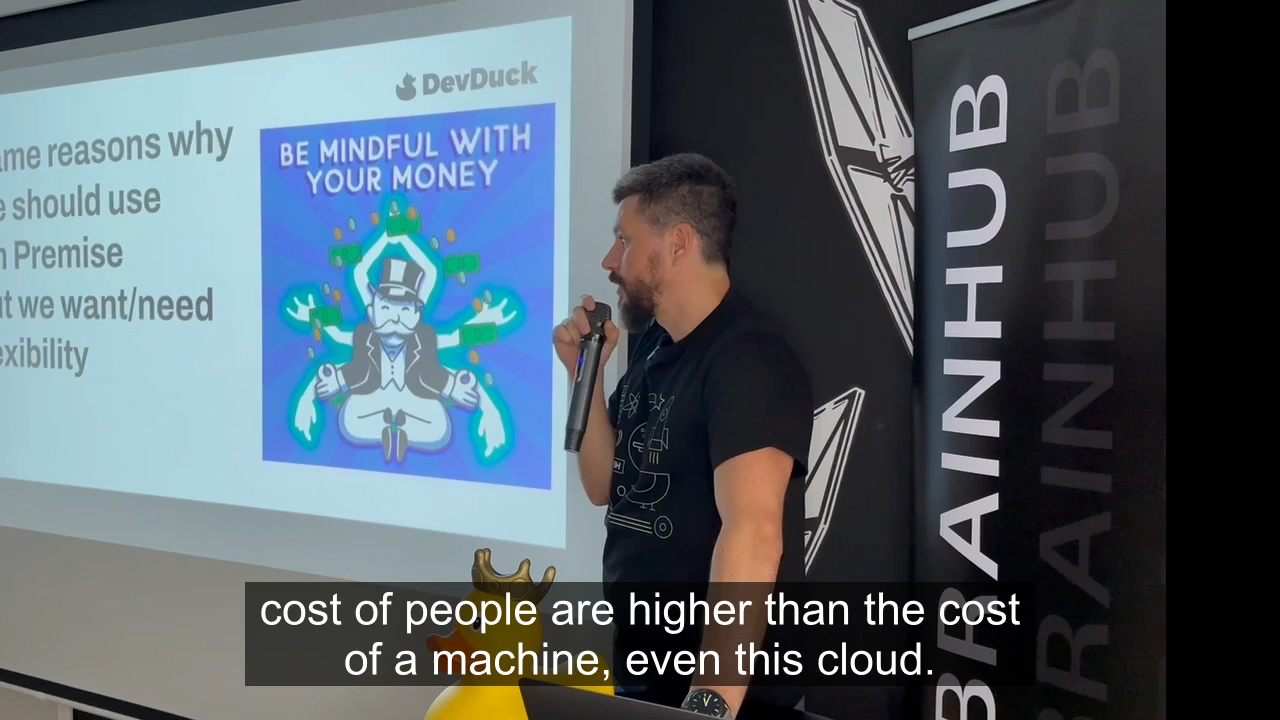 DevDuck
ame reasons why
e should use
n Premise
ut we want/need
exibility
BE MINDFUL WITH
YOUR MONEY
BRAINHUB
BRAINHUB
cost of people are higher than the cost
of a machine, even this cloud.